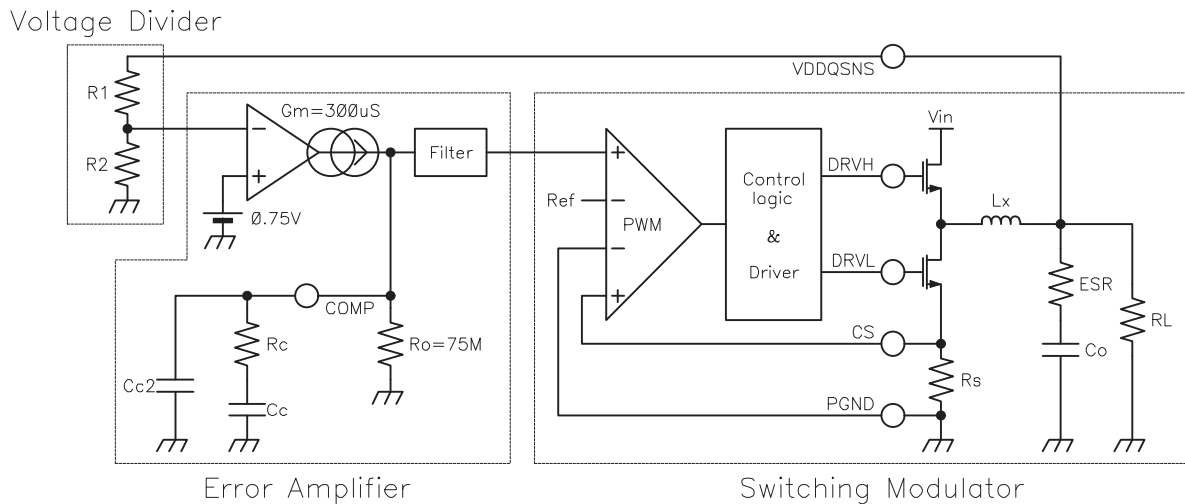 Voltage Divider
R1
R2
VDDQSNS
Gm=300uS
−
+
0.75V
Filter
COMP
Rc
Cc2
Cc
Ro=75M
Error Amplifier
+
Ref
−
PWM
−
+
Control
logic
&
Driver
DRVH
DRVL
CS
PGND
Vin
Lx
Rs
ESR
Co
RL
Switching Modulator